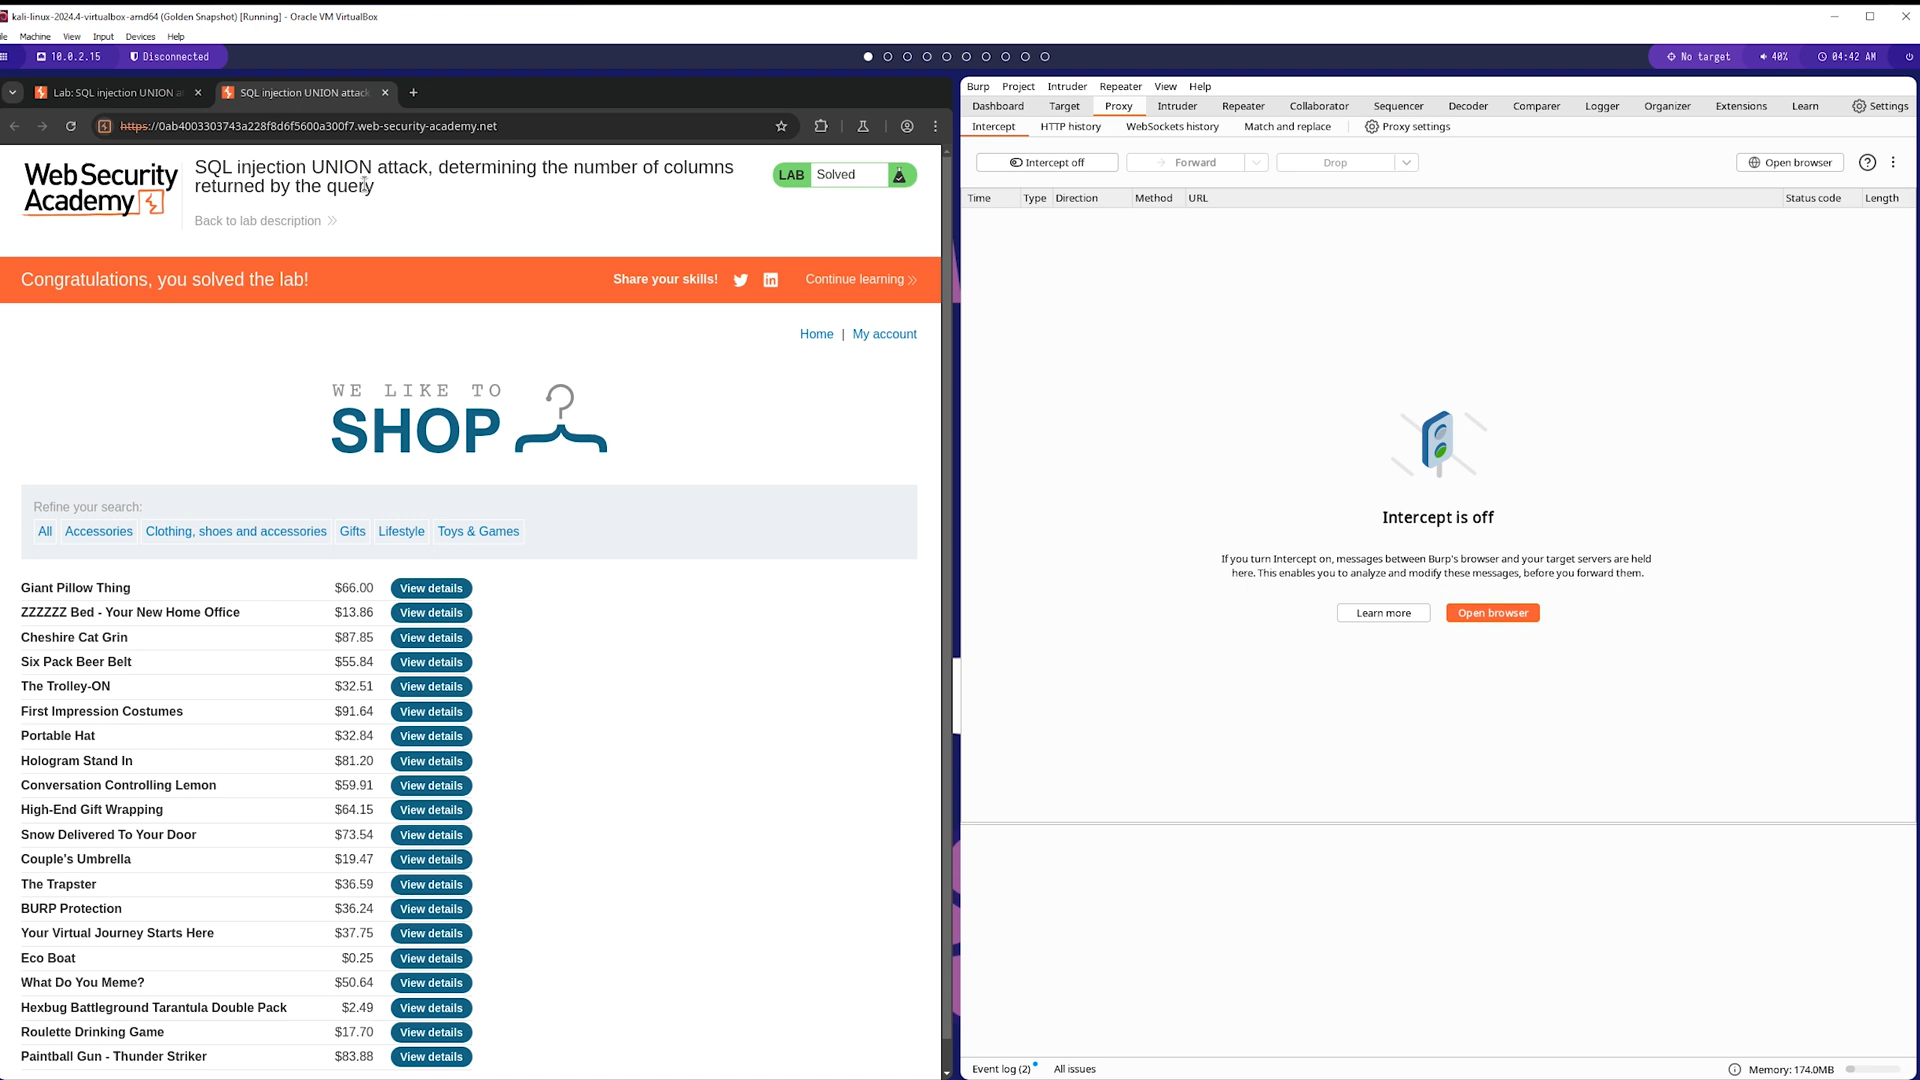 kali-linux-2024.4-virtualbox-amd64 (Golden Snapshot) [Running] - Oracle VM VirtualBox
ile Machine View Input Devices Help
10.0.2.15 Disconnected No target 40% 04:42 AM
Lab: SQL injection UNION a SQL injection UNION attack
https://0ab4003303743a228f8d6f5600a300f7.web-security-academy.net
Web Security
Academy
SQL injection UNION attack, determining the number of columns
returned by the query
Back to lab description
LAB Solved
Congratulations, you solved the lab!
Share your skills!
Continue learning
Home | My account
WE LIKE TO
SHOP
Refine your search:
All Accessories Clothing, shoes and accessories Gifts Lifestyle Toys & Games
Giant Pillow Thing $66.00 View details
ZZZZZZ Bed - Your New Home Office $13.86 View details
Cheshire Cat Grin $87.85 View details
Six Pack Beer Belt $55.84 View details
The Trolley-ON $32.51 View details
First Impression Costumes $91.64 View details
Portable Hat $32.84 View details
Hologram Stand In $81.20 View details
Conversation Controlling Lemon $59.91 View details
High-End Gift Wrapping $64.15 View details
Snow Delivered To Your Door $73.54 View details
Couple's Umbrella $19.47 View details
The Trapster $36.59 View details
BURP Protection $36.24 View details
Your Virtual Journey Starts Here $37.75 View details
Eco Boat $0.25 View details
What Do You Meme? $50.64 View details
Hexbug Battleground Tarantula Double Pack $2.49 View details
Roulette Drinking Game $17.70 View details
Paintball Gun - Thunder Striker $83.88 View details
Burp Project Intruder Repeater View Help
Dashboard Target Proxy Intruder Repeater Collaborator Sequencer Decoder Comparer Logger Organizer Extensions Learn Settings
Intercept HTTP history WebSockets history Match and replace Proxy settings
Intercept off Forward Drop Open browser
Time Type Direction Method URL Status code Length
Intercept is off
If you turn Intercept on, messages between Burp's browser and your target servers are held
here. This enables you to analyze and modify these messages, before you forward them.
Learn more Open browser
Event log (2) All issues Memory: 174.0MB